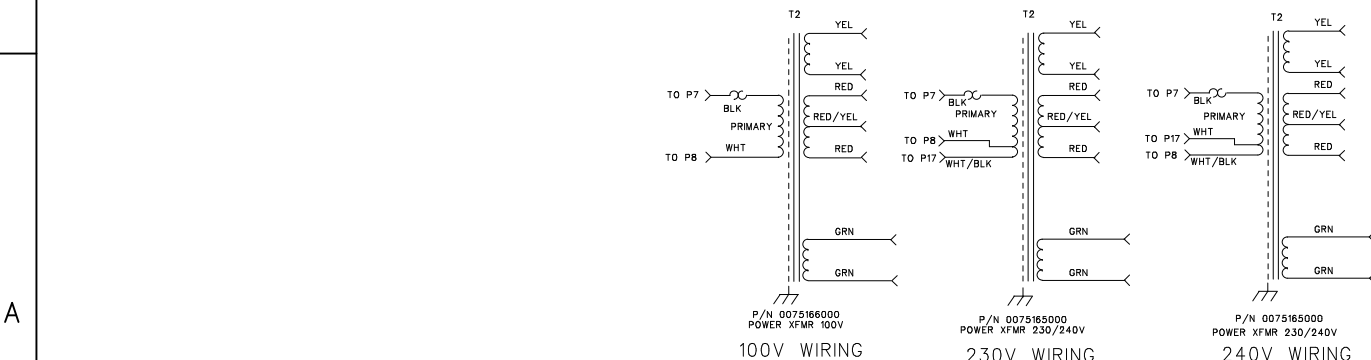 A
T2
YEL
YEL
RED
RED/YEL
RED
TO P7
BLK
PRIMARY
WHT
TO P8
GRN
GRN
P/N 0075166000
POWER XFMR 100V
100V WIRING
T2
YEL
YEL
RED
RED/YEL
RED
TO P7
BLK
PRIMARY
TO P8
WHT
TO P17
WHT/BLK
GRN
GRN
P/N 0075165000
POWER XFMR 230/240V
230V WIRING
T2
YEL
YEL
RED
RED/YEL
RED
TO P7
BLK
PRIMARY
TO P17
WHT
TO P8
WHT/BLK
GRN
GRN
P/N 0075165000
POWER XFMR 230/240V
240V WIRING